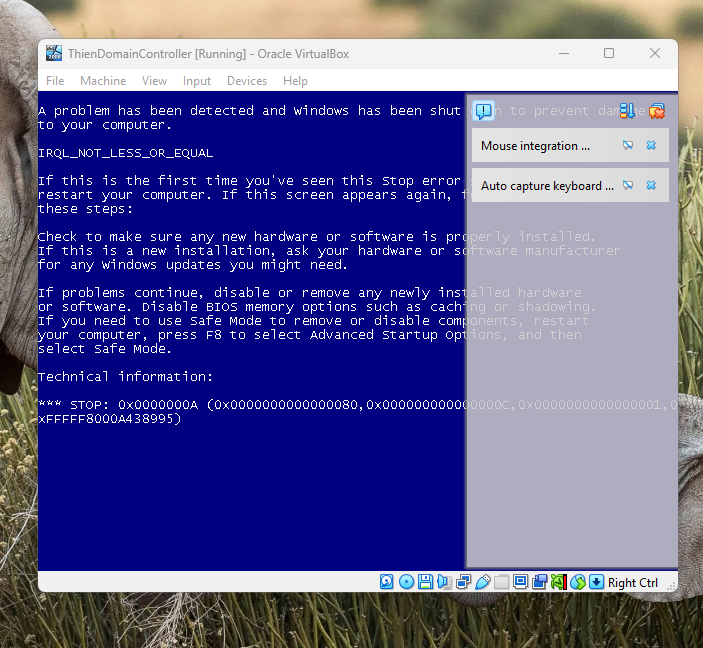 ThienDomainController [Running] - Oracle VirtualBox
File Machine View Input Devices Help
A problem has been detected and Windows has been shut down to prevent damage
to your computer.
IRQL_NOT_LESS_OR_EQUAL
If this is the first time you've seen this Stop error
restart your computer. If this screen appears again, f
these steps:
Check to make sure any new hardware or software is properly installed.
If this is a new installation, ask your hardware or software manufacturer
for any Windows updates you might need.
If problems continue, disable or remove any newly installed hardware
or software. Disable BIOS memory options such as caching or shadowing.
If you need to use Safe Mode to remove or disable components, restart
your computer, press F8 to select Advanced Startup Options, and then
select Safe Mode.
Technical information:
*** STOP: 0x0000000A (0x0000000000000080,0x000000000000000C,0x0000000000000001,0
xFFFFF8000A438995)
Mouse integration ...
Auto capture keyboard ...
Right Ctrl